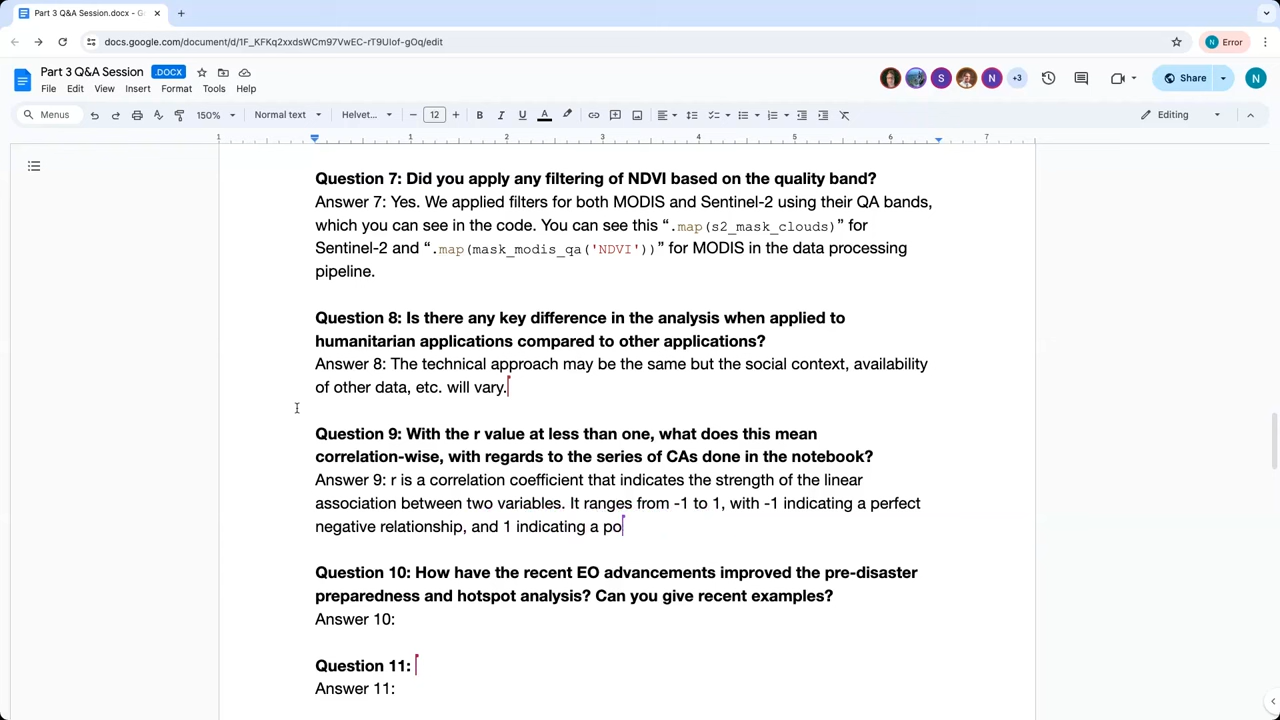 Part 3 Q&A Session.docx - G
docs.google.com/document/d/1F_KFKq2xxdsWCm97VwEC-rT9UIof-gOq/edit
N Error
Part 3 Q&A Session .DOCX
S N +3 Share N
File Edit View Insert Format Tools Help
Menus 150% Normal text Helvet... 12 B I U A Editing
1 1 2 3 4 5 6 7
Question 7: Did you apply any filtering of NDVI based on the quality band?
Answer 7: Yes. We applied filters for both MODIS and Sentinel-2 using their QA bands,
which you can see in the code. You can see this “.map(s2_mask_clouds)” for
Sentinel-2 and “.map(mask_modis_qa('NDVI'))” for MODIS in the data processing
pipeline.
Question 8: Is there any key difference in the analysis when applied to
humanitarian applications compared to other applications?
Answer 8: The technical approach may be the same but the social context, availability
of other data, etc. will vary.
Question 9: With the r value at less than one, what does this mean
correlation-wise, with regards to the series of CAs done in the notebook?
Answer 9: r is a correlation coefficient that indicates the strength of the linear
association between two variables. It ranges from -1 to 1, with -1 indicating a perfect
negative relationship, and 1 indicating a po
Question 10: How have the recent EO advancements improved the pre-disaster
preparedness and hotspot analysis? Can you give recent examples?
Answer 10:
Question 11:
Answer 11: